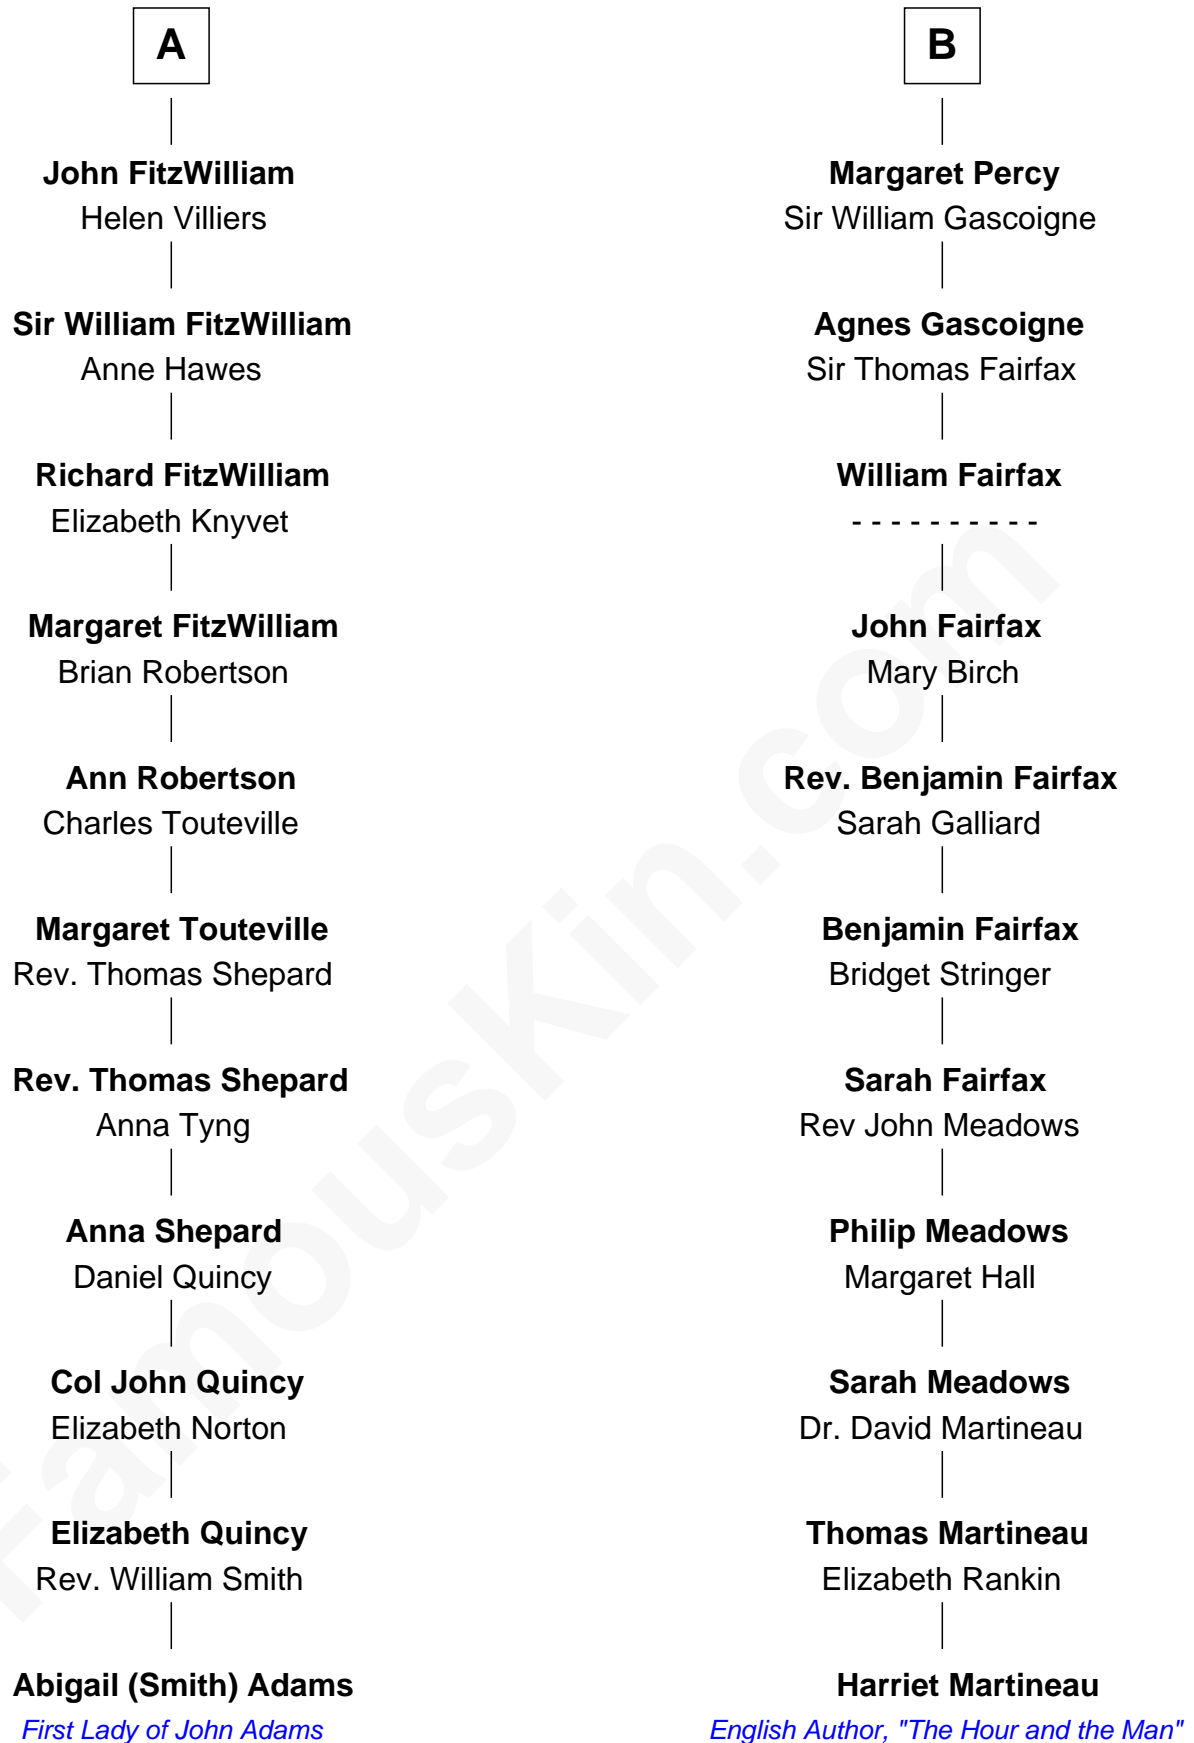 A
John FitzWilliam
Helen Villiers
Sir William FitzWilliam
Anne Hawes
Richard FitzWilliam
Elizabeth Knyvet
Margaret FitzWilliam
Brian Robertson
Ann Robertson
Charles Touteville
Margaret Touteville
Rev. Thomas Shepard
Rev. Thomas Shepard
Anna Tyng
Anna Shepard
Daniel Quincy
Col John Quincy
Elizabeth Norton
Elizabeth Quincy
Rev. William Smith
Abigail (Smith) Adams
First Lady of John Adams
B
Margaret Percy
Sir William Gascoigne
Agnes Gascoigne
Sir Thomas Fairfax
William Fairfax
- - - - - - - - - -
John Fairfax
Mary Birch
Rev. Benjamin Fairfax
Sarah Galliard
Benjamin Fairfax
Bridget Stringer
Sarah Fairfax
Rev John Meadows
Philip Meadows
Margaret Hall
Sarah Meadows
Dr. David Martineau
Thomas Martineau
Elizabeth Rankin
Harriet Martineau
English Author, "The Hour and the Man"
FamousKin.com